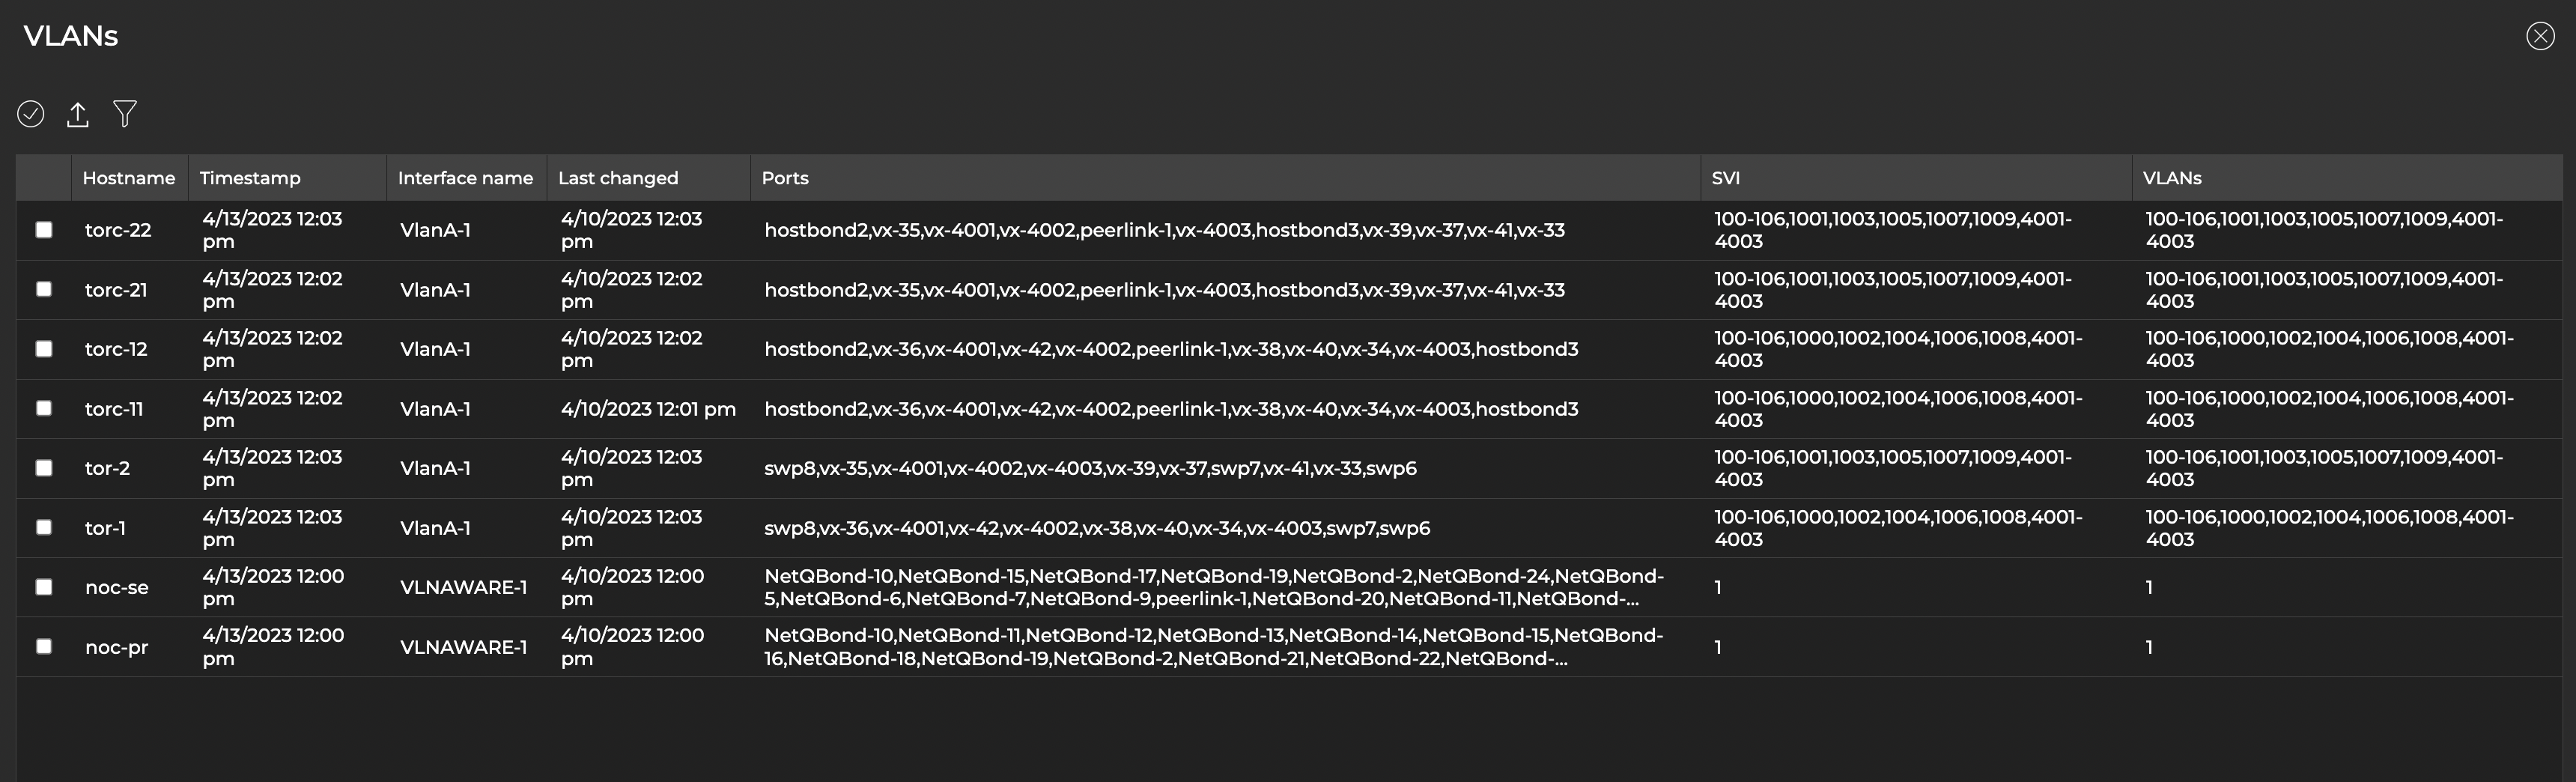 VLANs
Hostname Timestamp Interface name Last changed Ports SVI VLANs
torc-22 4/13/2023 12:03 pm VlanA-1 4/10/2023 12:03 pm hostbond2,vx-35,vx-4001,vx-4002,peerlink-1,vx-4003,hostbond3,vx-39,vx-37,vx-41,vx-33 100-106,1001,1003,1005,1007,1009,4001-4003 100-106,1001,1003,1005,1007,1009,4001-4003
torc-21 4/13/2023 12:02 pm VlanA-1 4/10/2023 12:02 pm hostbond2,vx-35,vx-4001,vx-4002,peerlink-1,vx-4003,hostbond3,vx-39,vx-37,vx-41,vx-33 100-106,1001,1003,1005,1007,1009,4001-4003 100-106,1001,1003,1005,1007,1009,4001-4003
torc-12 4/13/2023 12:02 pm VlanA-1 4/10/2023 12:02 pm hostbond2,vx-36,vx-4001,vx-42,vx-4002,peerlink-1,vx-38,vx-40,vx-34,vx-4003,hostbond3 100-106,1000,1002,1004,1006,1008,4001-4003 100-106,1000,1002,1004,1006,1008,4001-4003
torc-11 4/13/2023 12:02 pm VlanA-1 4/10/2023 12:01 pm hostbond2,vx-36,vx-4001,vx-42,vx-4002,peerlink-1,vx-38,vx-40,vx-34,vx-4003,hostbond3 100-106,1000,1002,1004,1006,1008,4001-4003 100-106,1000,1002,1004,1006,1008,4001-4003
tor-2 4/13/2023 12:03 pm VlanA-1 4/10/2023 12:03 pm swp8,vx-35,vx-4001,vx-4002,vx-4003,vx-39,vx-37,swp7,vx-41,vx-33,swp6 100-106,1001,1003,1005,1007,1009,4001-4003 100-106,1001,1003,1005,1007,1009,4001-4003
tor-1 4/13/2023 12:03 pm VlanA-1 4/10/2023 12:03 pm swp8,vx-36,vx-4001,vx-42,vx-4002,vx-38,vx-40,vx-34,vx-4003,swp7,swp6 100-106,1000,1002,1004,1006,1008,4001-4003 100-106,1000,1002,1004,1006,1008,4001-4003
noc-se 4/13/2023 12:00 pm VLNAWARE-1 4/10/2023 12:00 pm NetQBond-10,NetQBond-15,NetQBond-17,NetQBond-19,NetQBond-2,NetQBond-24,NetQBond-5,NetQBond-6,NetQBond-7,NetQBond-9,peerlink-1,NetQBond-20,NetQBond-11,NetQBond-... 1 1
noc-pr 4/13/2023 12:00 pm VLNAWARE-1 4/10/2023 12:00 pm NetQBond-10,NetQBond-11,NetQBond-12,NetQBond-13,NetQBond-14,NetQBond-15,NetQBond-16,NetQBond-18,NetQBond-19,NetQBond-2,NetQBond-21,NetQBond-22,NetQBond-... 1 1